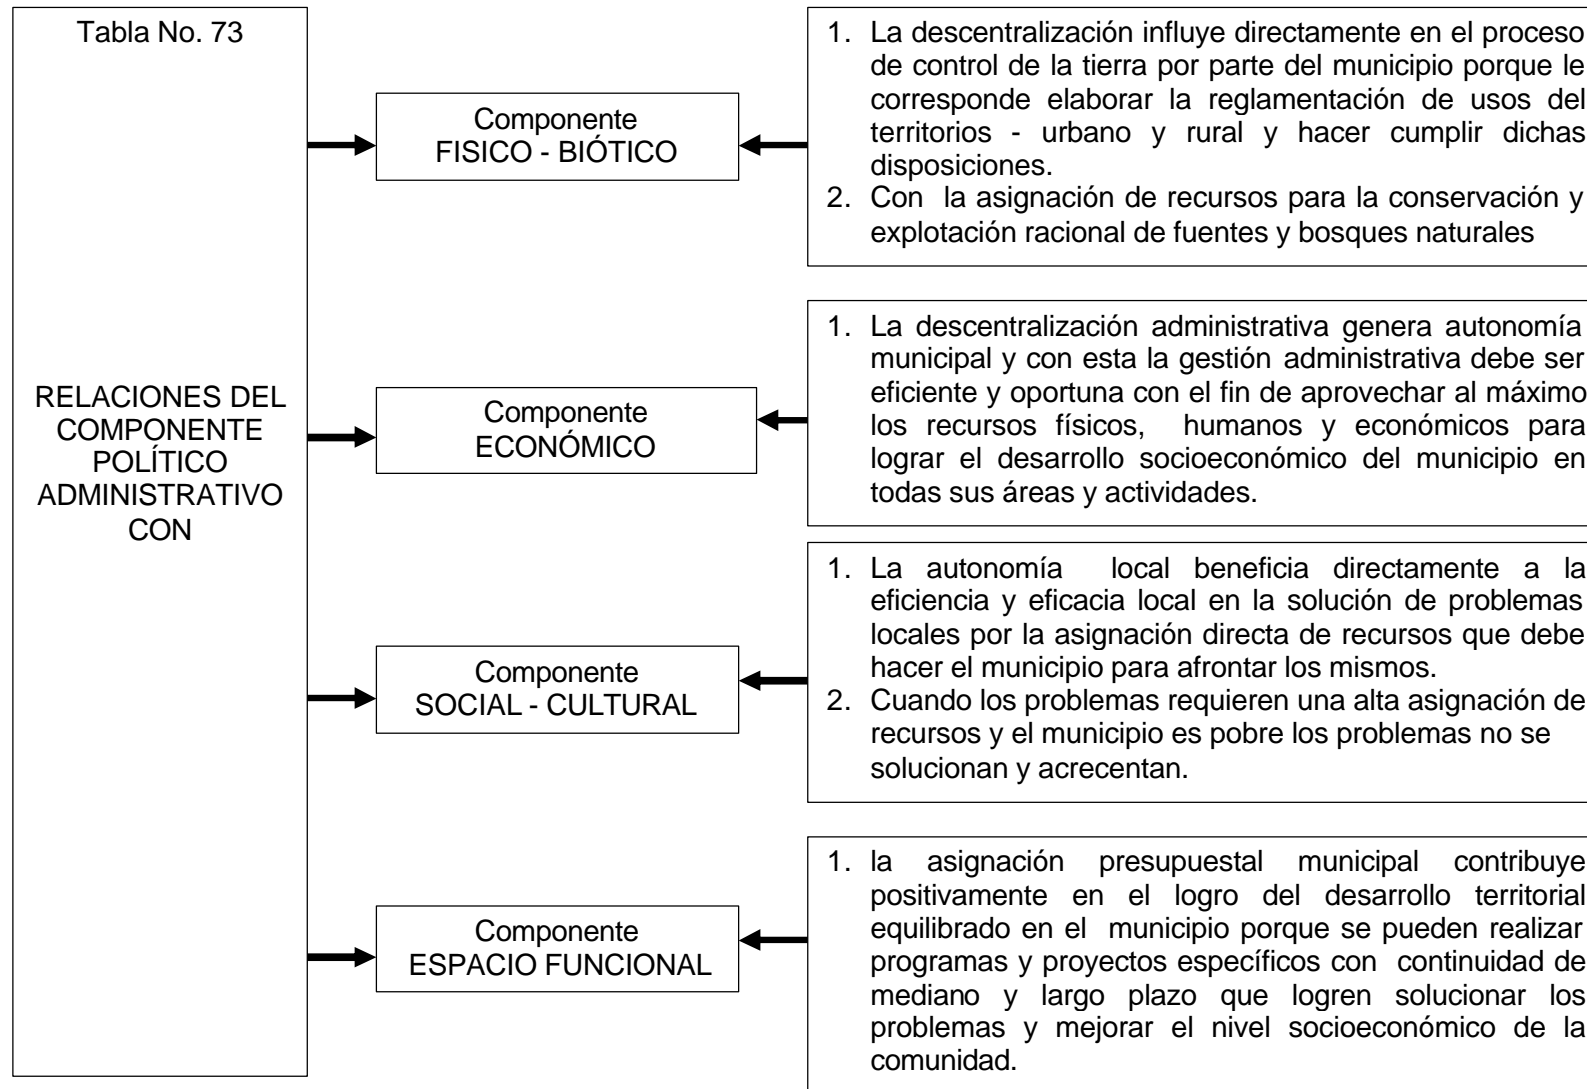 Tabla No. 73
RELACIONES DEL
COMPONENTE
POLÍTICO
ADMINISTRATIVO
CON
Componente
FISICO - BIÓTICO
1. La descentralización influye directamente en el proceso
de control de la tierra por parte del municipio porque le
corresponde elaborar la reglamentación de usos del
territorios - urbano y rural y hacer cumplir dichas
disposiciones.
2. Con la asignación de recursos para la conservación y
explotación racional de fuentes y bosques naturales
Componente
ECONÓMICO
1. La descentralización administrativa genera autonomía
municipal y con esta la gestión administrativa debe ser
eficiente y oportuna con el fin de aprovechar al máximo
los recursos físicos, humanos y económicos para
lograr el desarrollo socioeconómico del municipio en
todas sus áreas y actividades.
Componente
SOCIAL - CULTURAL
1. La autonomía local beneficia directamente a la
eficiencia y eficacia local en la solución de problemas
locales por la asignación directa de recursos que debe
hacer el municipio para afrontar los mismos.
2. Cuando los problemas requieren una alta asignación de
recursos y el municipio es pobre los problemas no se
solucionan y acrecentan.
Componente
ESPACIO FUNCIONAL
1. la asignación presupuestal municipal contribuye
positivamente en el logro del desarrollo territorial
equilibrado en el municipio porque se pueden realizar
programas y proyectos específicos con continuidad de
mediano y largo plazo que logren solucionar los
problemas y mejorar el nivel socioeconómico de la
comunidad.